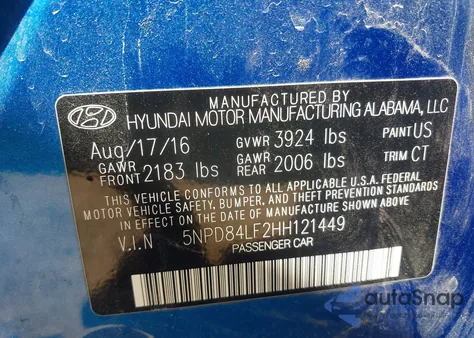 MANUFACTURED BY
HYUNDAI MOTOR MANUFACTURING ALABAMA, LLC
Aug/17/16 GVWR 3924 lbs PAINT US
GAWR FRONT 2183 lbs GAWR REAR 2006 lbs TRIM CT
THIS VEHICLE CONFORMS TO ALL APPLICABLE U.S.A. FEDERAL
MOTOR VEHICLE SAFETY, BUMPER, AND THEFT PREVENTION STANDARDS
IN EFFECT ON THE DATE OF MANUFACTURE SHOWN ABOVE.
V.I.N 5NPD84LF2HH121449
PASSENGER CAR
autoSnap